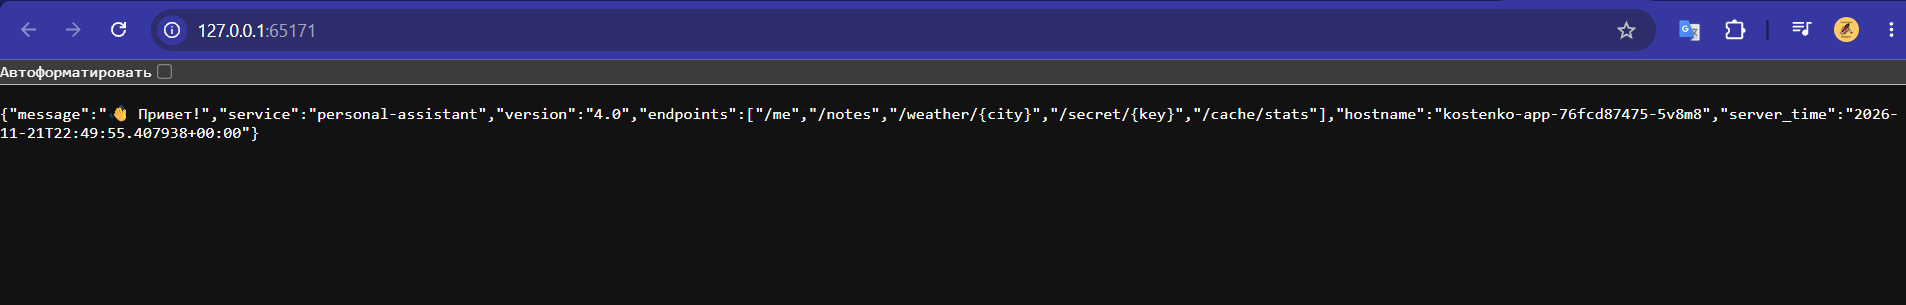 127.0.0.1:65171
Автоформатировать
{"message":"👋 Привет!","service":"personal-assistant","version":"4.0","endpoints":["/me","/notes","/weather/{city}","/secret/{key}","/cache/stats"],"hostname":"kostenko-app-76fcd87475-5v8m8","server_time":"2026-
11-21T22:49:55.407938+00:00"}